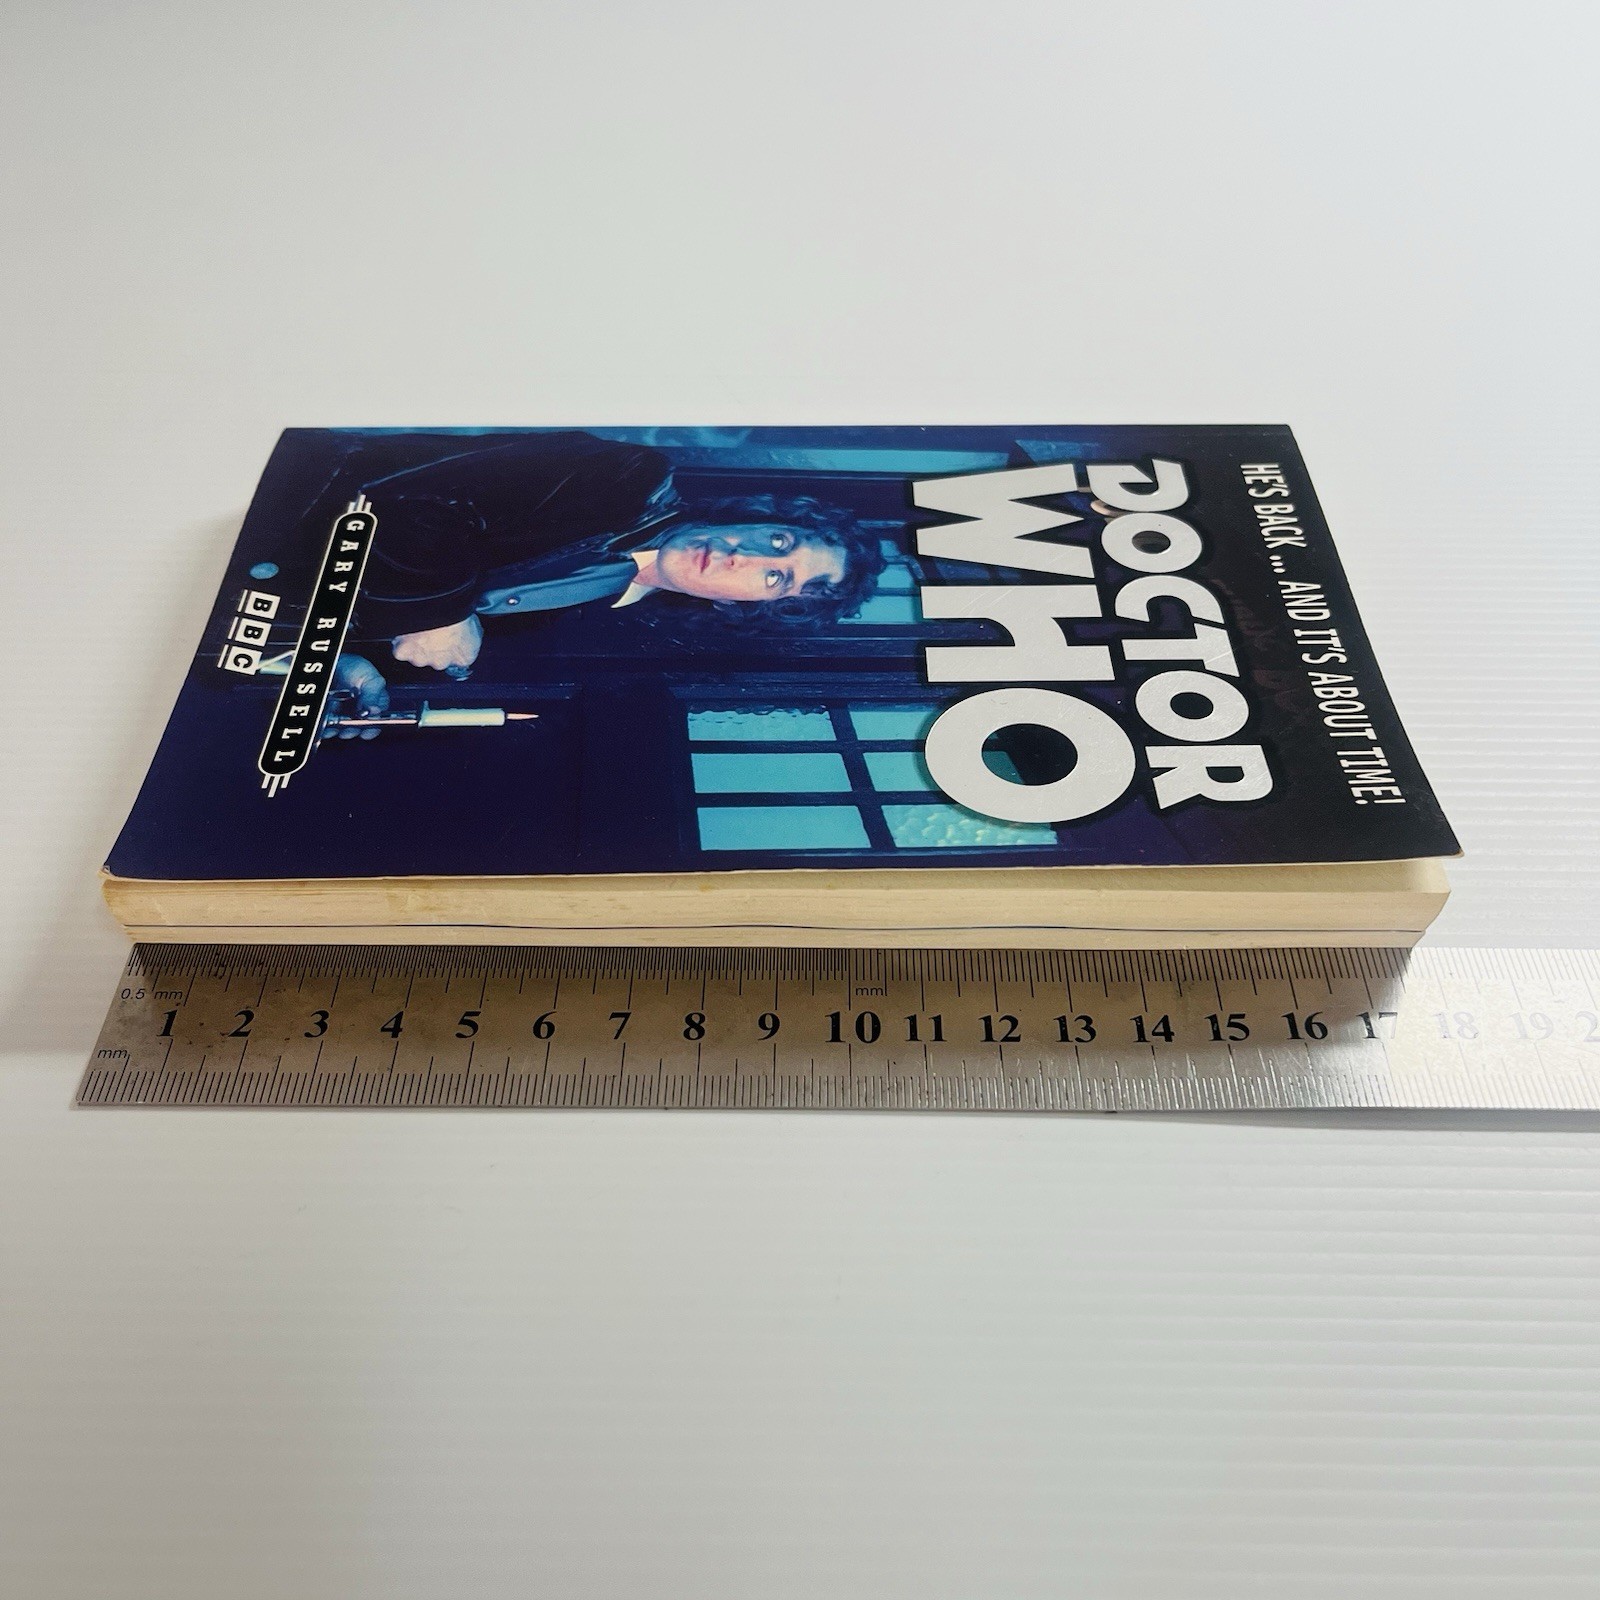 HE'S BACK ... AND IT'S ABOUT TIME!
DOCTOR
WHO
GARY RUSSELL
BBC
0.5 mm
mm
1 2 3 4 5 6 7 8 9 10 11 12 13 14 15 16 17 18 19
mm